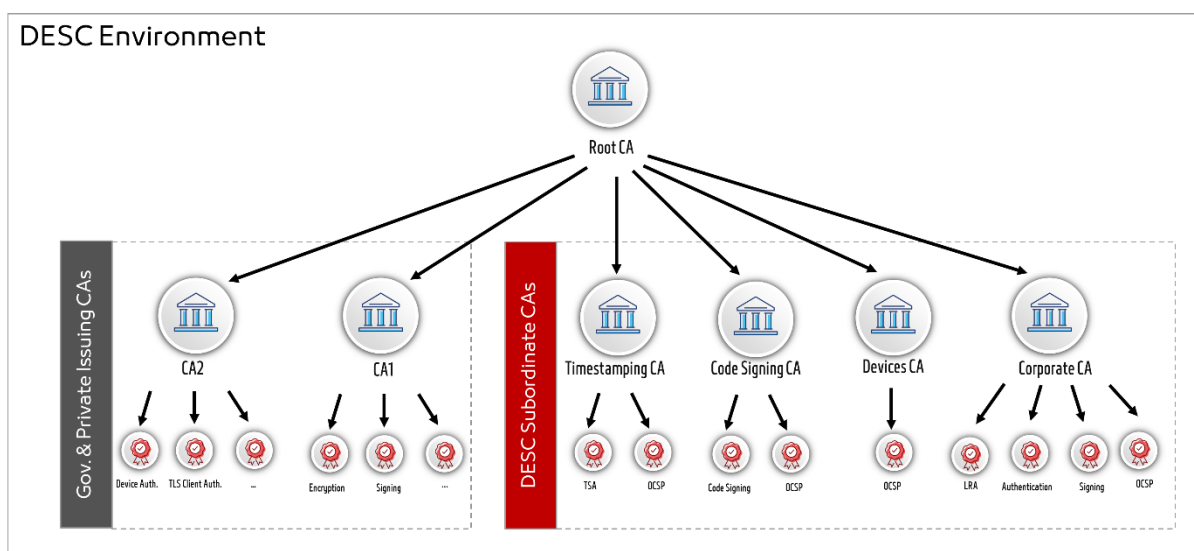 DESC Environment
Root CA
Gov. & Private Issuing CAs
CA2
CA1
Device Auth.
TLS Client Auth.
...
Encryption
Signing
...
DESC Subordinate CAs
Timestamping CA
Code Signing CA
Devices CA
Corporate CA
TSA
OCSP
Code Signing
OCSP
OCSP
LRA
Authentication
Signing
OCSP